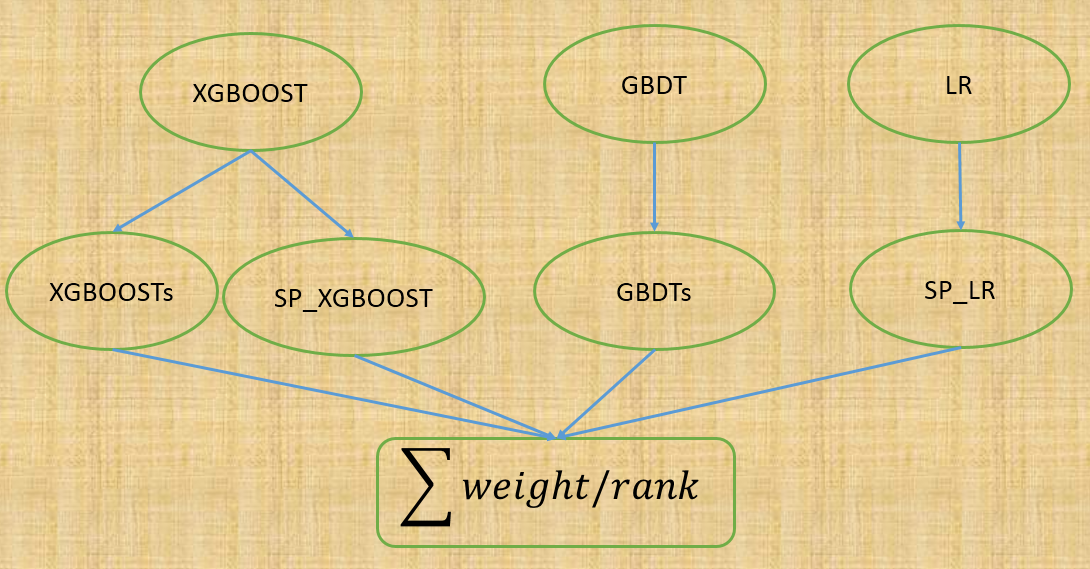 XGBOOST
GBDT
LR
XGBOOSTs
SP_XGBOOST
GBDTs
SP_LR
∑ weight/rank